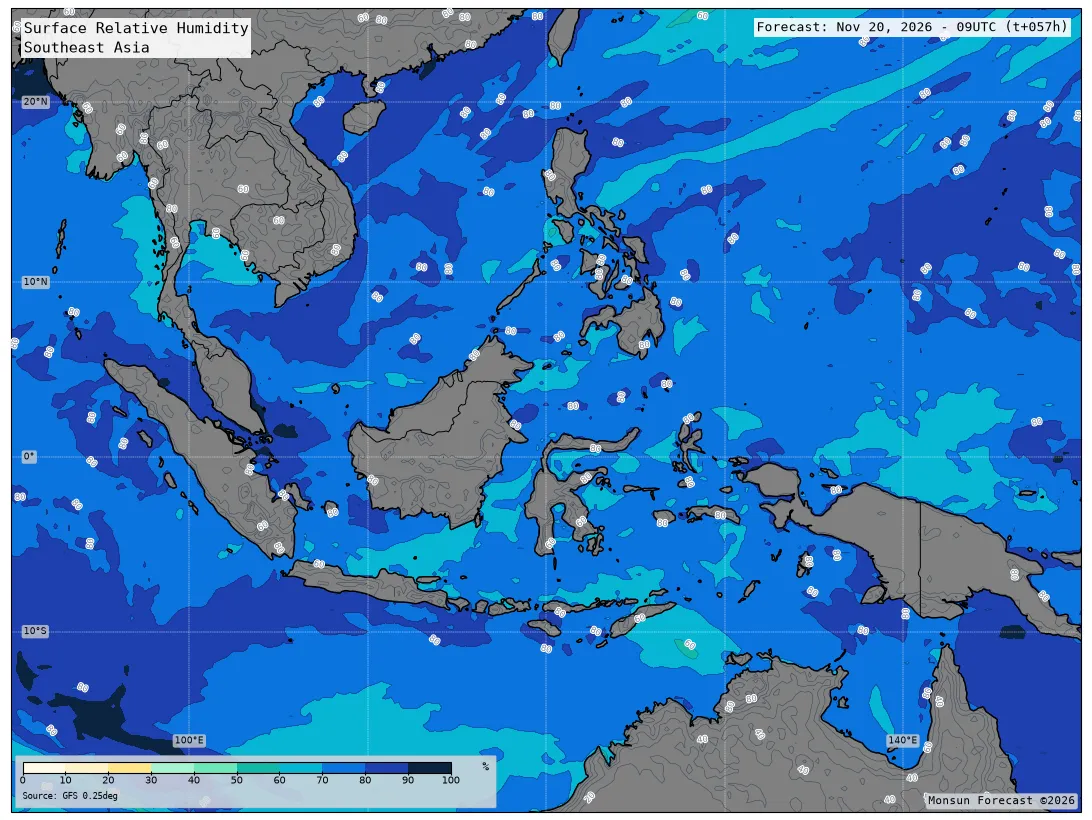 Surface Relative Humidity
Southeast Asia
Forecast: Nov 20, 2026 - 09UTC (t+057h)
20°N
10°N
0°
10°S
100°E
140°E
0 10 20 30 40 50 60 70 80 90 100
%
Source: GFS 0.25deg
Monsun Forecast ©2026